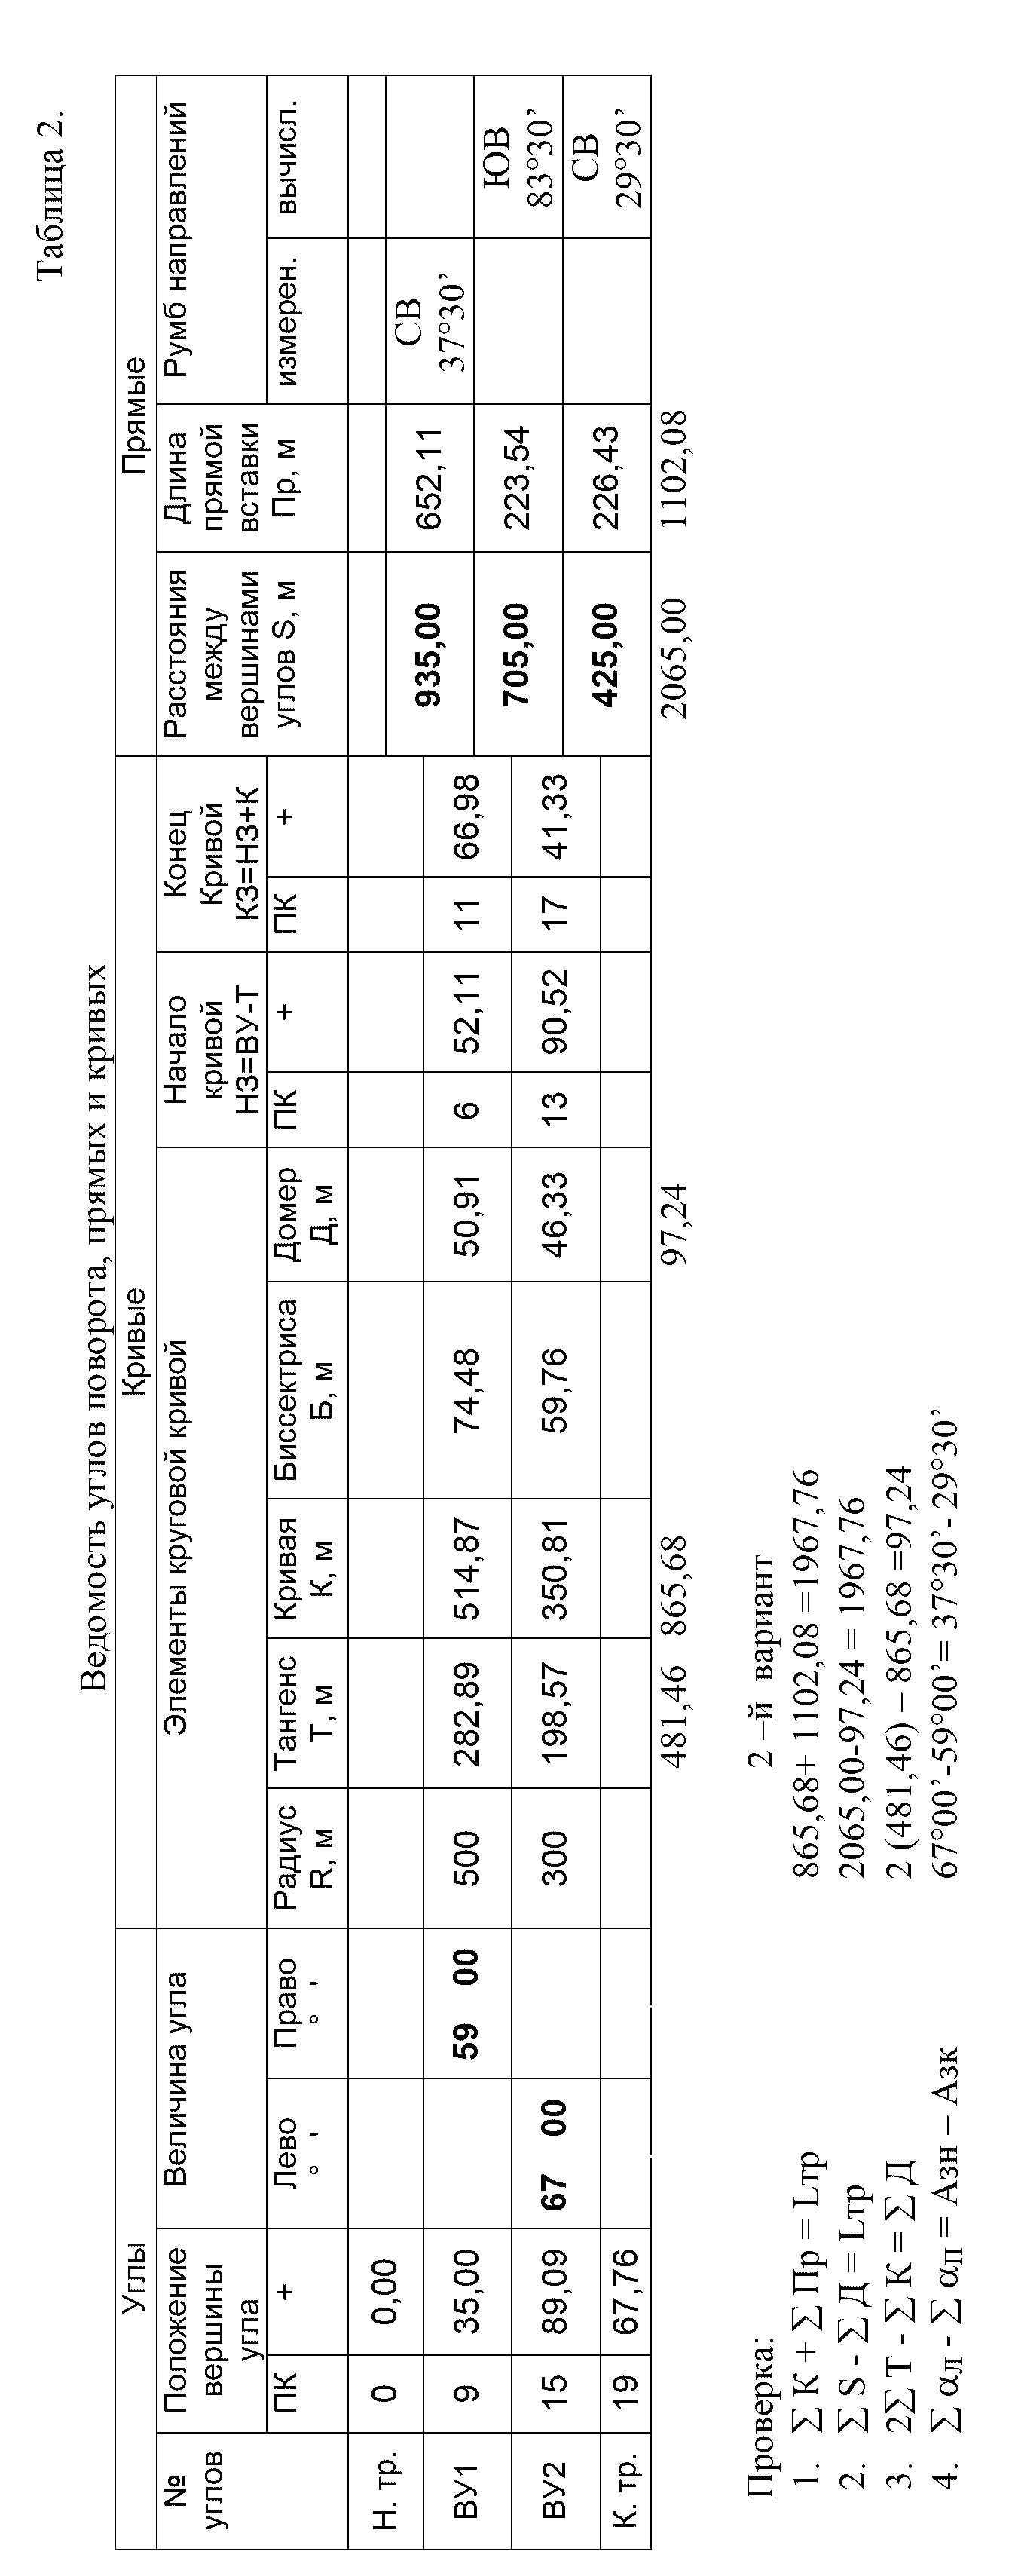 Таблица 2.
Ведомость углов поворота, прямых и кривых
Углы Кривые Прямые
№ углов
Положение вершины угла
Величина угла
Элементы круговой кривой
Начало кривой НЗ=ВУ-Т
Конец Кривой КЗ=НЗ+К
Расстояния между вершинами углов S, м
Длина прямой вставки Пр, м
Румб направлений
ПК + Лево ° ' Право ° ' Радиус R, м Тангенс Т, м Кривая К, м Биссектриса Б, м Домер Д, м ПК + ПК + измерен. вычисл.
Н. тр. 0 0,00
935,00 652,11 СВ 37°30’
ВУ1 9 35,00 59 00 500 282,89 514,87 74,48 50,91 6 52,11 11 66,98
705,00 223,54 ЮВ 83°30’
ВУ2 15 89,09 67 00 300 198,57 350,81 59,76 46,33 13 90,52 17 41,33
425,00 226,43 СВ 29°30’
К. тр. 19 67,76
481,46 865,68 97,24 2065,00 1102,08
Проверка: 2 –й вариант
1. ∑ К + ∑ Пр = Lтр 865,68+ 1102,08 =1967,76
2. ∑ S - ∑ Д = Lтр 2065,00-97,24 = 1967,76
3. 2∑ Т - ∑ К = ∑ Д 2 (481,46) – 865,68 =97,24
4. ∑ αЛ - ∑ αП = Азн – Азк 67°00’-59°00’= 37°30’- 29°30’